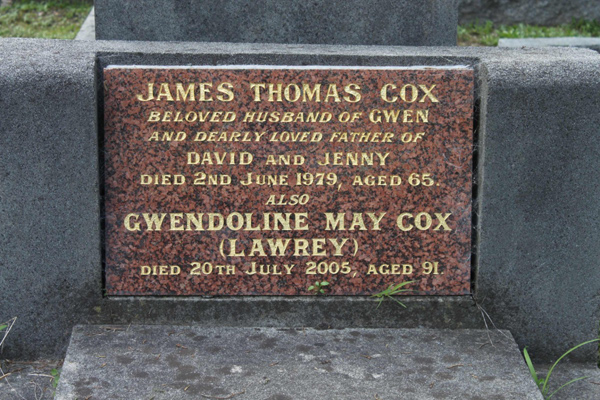 JAMES THOMAS COX
BELOVED HUSBAND OF GWEN
AND DEARLY LOVED FATHER OF
DAVID AND JENNY
DIED 2ND JUNE 1979, AGED 65.
ALSO
GWENDOLINE MAY COX
(LAWREY)
DIED 20TH JULY 2005, AGED 91.